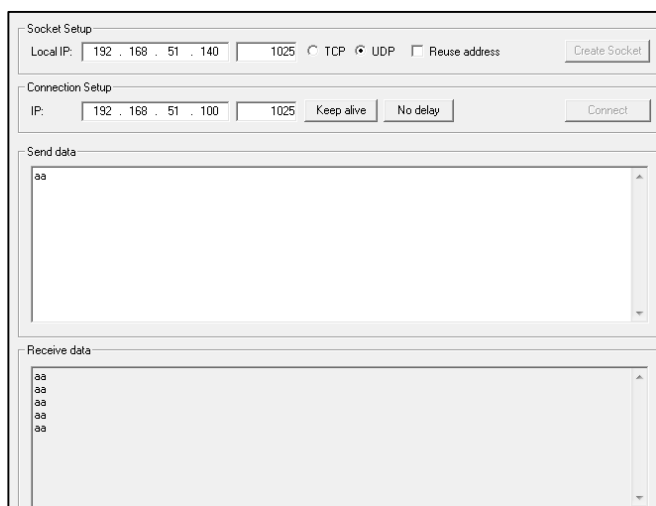 Socket Setup
Local IP: 192 . 168 . 51 . 140 1025 TCP UDP Reuse address Create Socket
Connection Setup
IP: 192 . 168 . 51 . 100 1025 Keep alive No delay Connect
Send data
aa
Receive data
aa
aa
aa
aa
aa